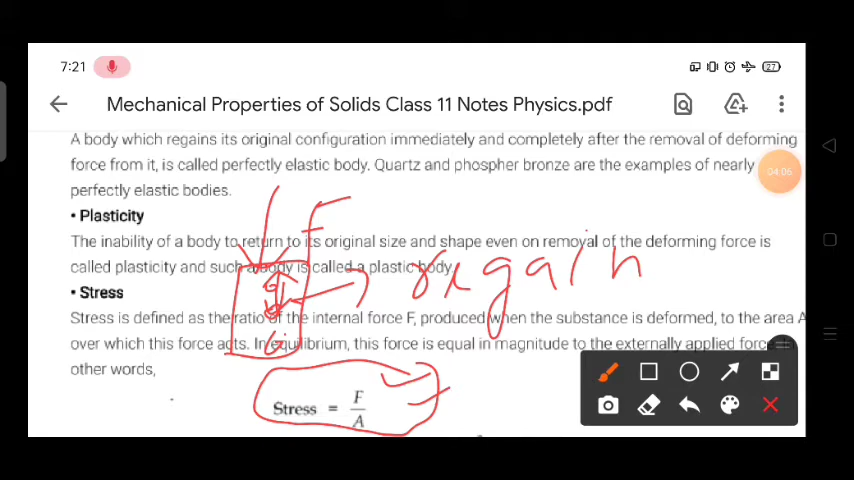 7:21
27
Mechanical Properties of Solids Class 11 Notes Physics.pdf
A body which regains its original configuration immediately and completely after the removal of deforming
force from it, is called perfectly elastic body. Quartz and phospher bronze are the examples of nearly
04:06
perfectly elastic bodies.
• Plasticity
F
The inability of a body to return to its original size and shape even on removal of the deforming force is
called plasticity and such a body is called a plastic body.
regain
• Stress
Stress is defined as the ratio of the internal force F, produced when the substance is deformed, to the area A
over which this force acts. In equilibrium, this force is equal in magnitude to the externally applied force
other words,
Stress = F
A